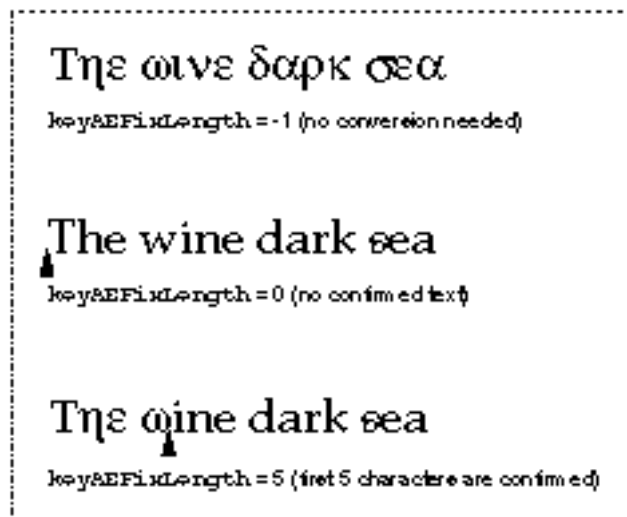 Τηε ωινε δαρκ σεα
keyAEFixLength = -1 (no conversion needed)
The wine dark sea
keyAEFixLength = 0 (no confirmed text)
Τηε ωine dark sea
keyAEFixLength = 5 (first 5 characters are confirmed)